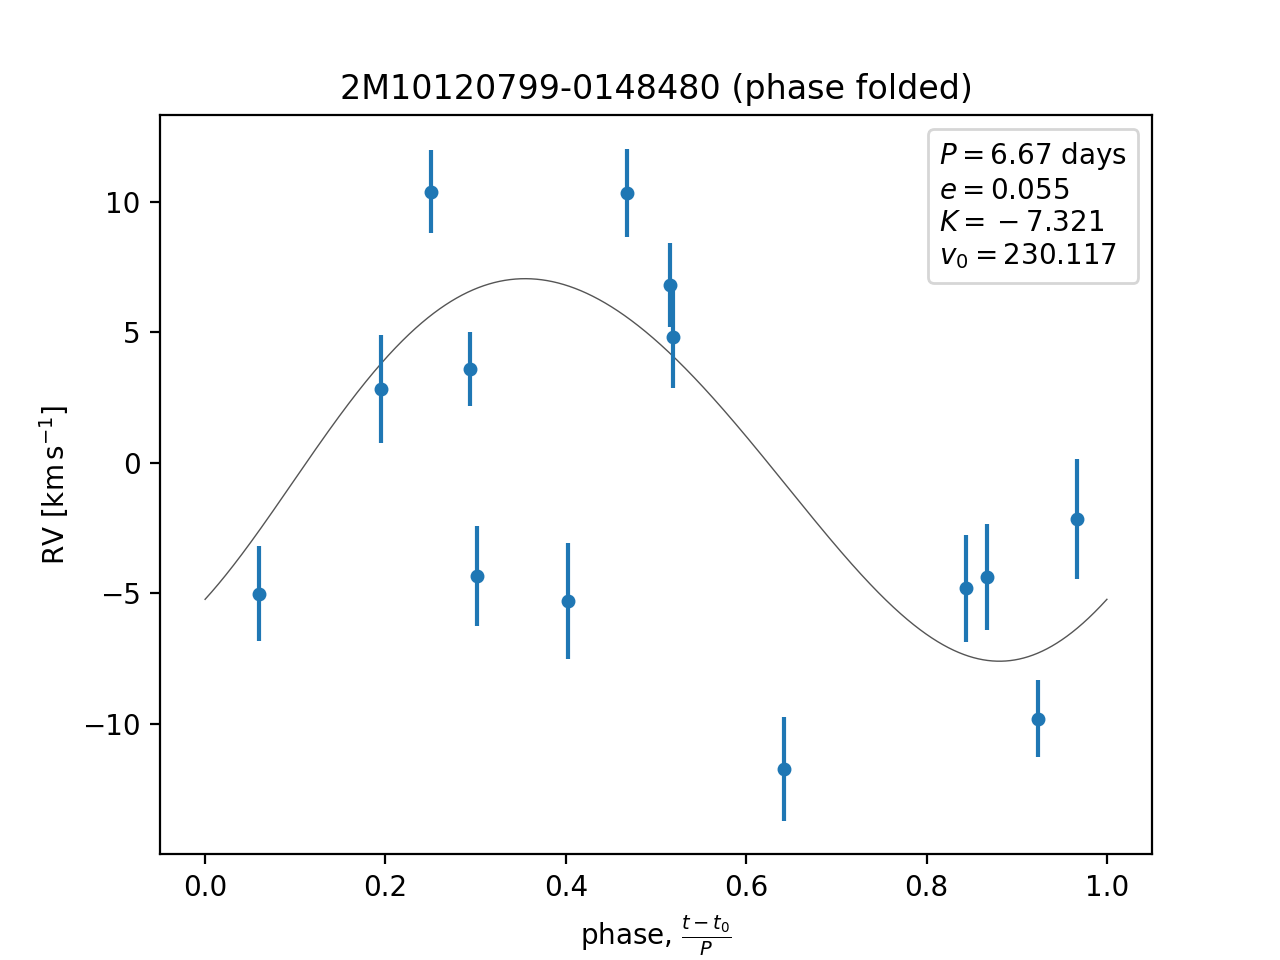 2M10120799-0148480 (phase folded)
P = 6.67 days
e = 0.055
K = −7.321
v₀ = 230.117
10
5
0
−5
−10
RV [km s⁻¹]
0.0 0.2 0.4 0.6 0.8 1.0
phase, (t − t₀)/P